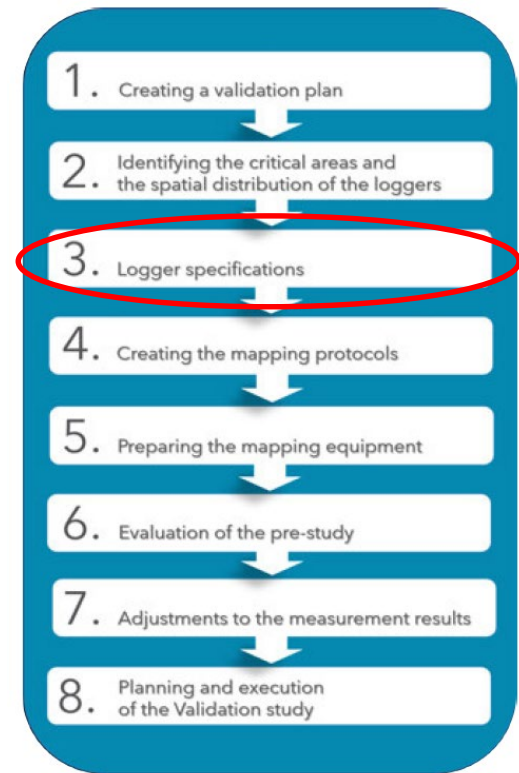 1. Creating a validation plan
2. Identifying the critical areas and
the spatial distribution of the loggers
3. Logger specifications
4. Creating the mapping protocols
5. Preparing the mapping equipment
6. Evaluation of the pre-study
7. Adjustments to the measurement results
8. Planning and execution
of the Validation study